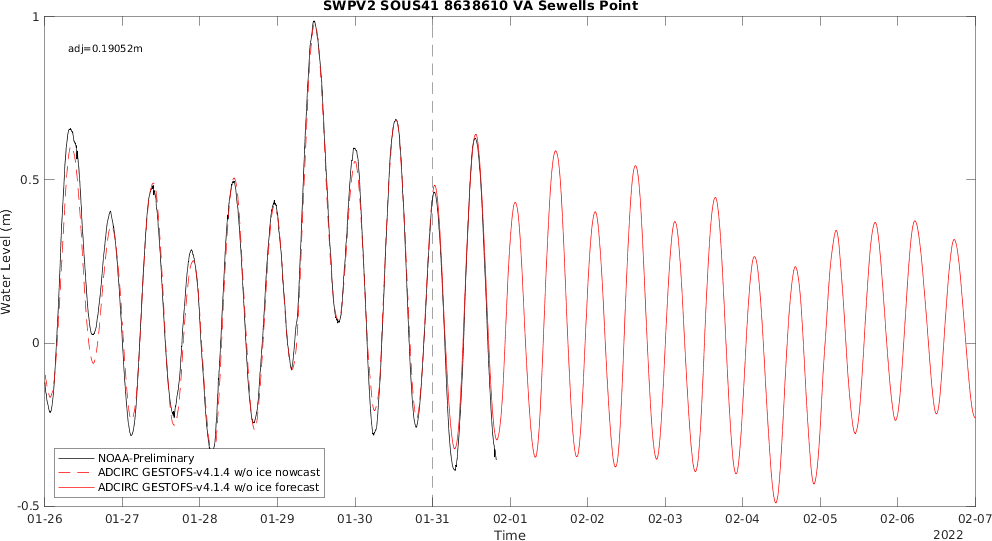 SWPV2 SOUS41 8638610 VA Sewells Point
adj=0.19052m
1
0.5
0
-0.5
Water Level (m)
NOAA-Preliminary
ADCIRC GESTOFS-v4.1.4 w/o ice nowcast
ADCIRC GESTOFS-v4.1.4 w/o ice forecast
01-26 01-27 01-28 01-29 01-30 01-31 02-01 02-02 02-03 02-04 02-05 02-06 02-07
Time
2022